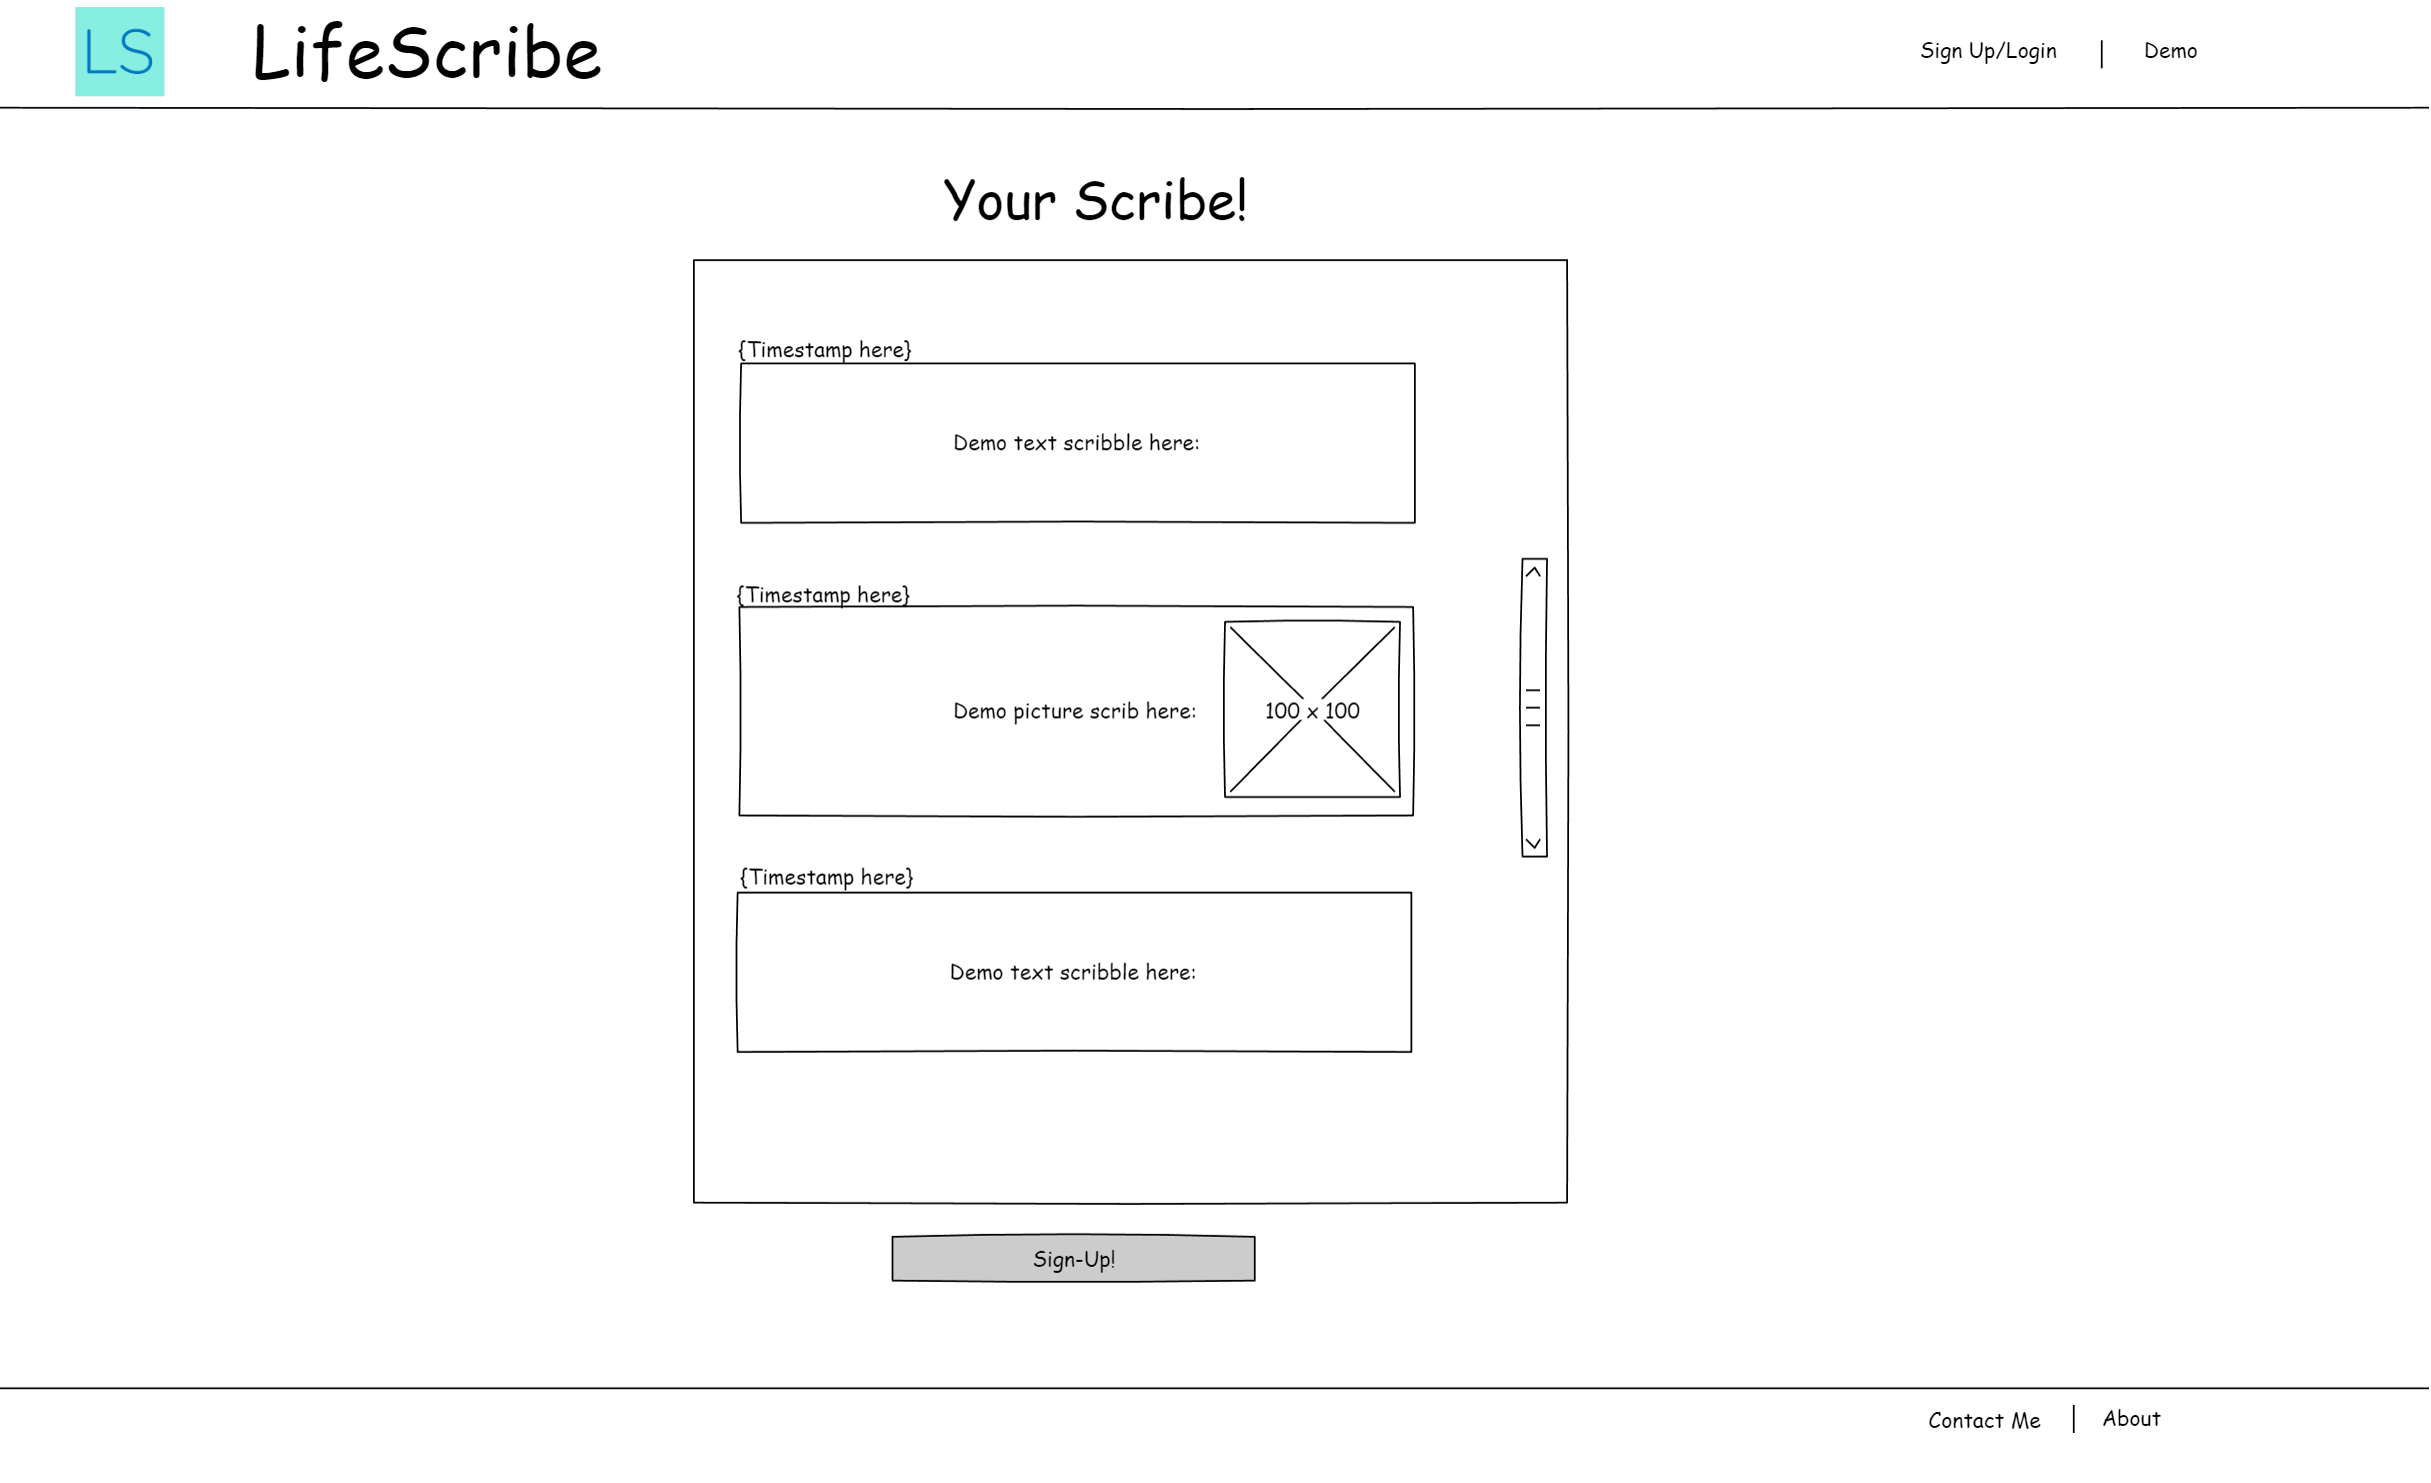 LS LifeScribe Sign Up/Login | Demo
Your Scribe!
{Timestamp here}
Demo text scribble here:
{Timestamp here}
Demo picture scrib here: 100 x 100
{Timestamp here}
Demo text scribble here:
Sign-Up!
Contact Me | About